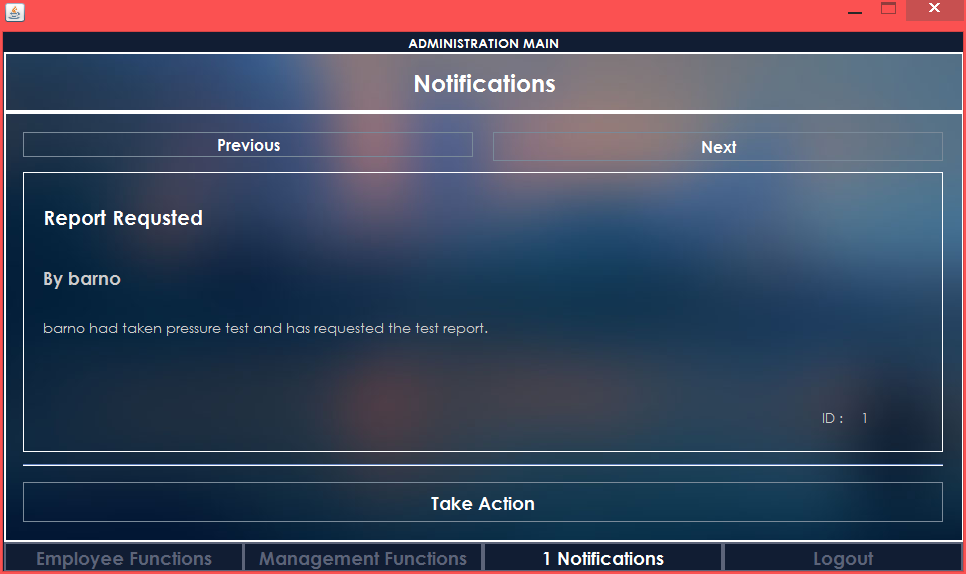 ADMINISTRATION MAIN
Notifications
Previous Next
Report Requsted
By barno
barno had taken pressure test and has requested the test report.
ID : 1
Take Action
Employee Functions Management Functions 1 Notifications Logout